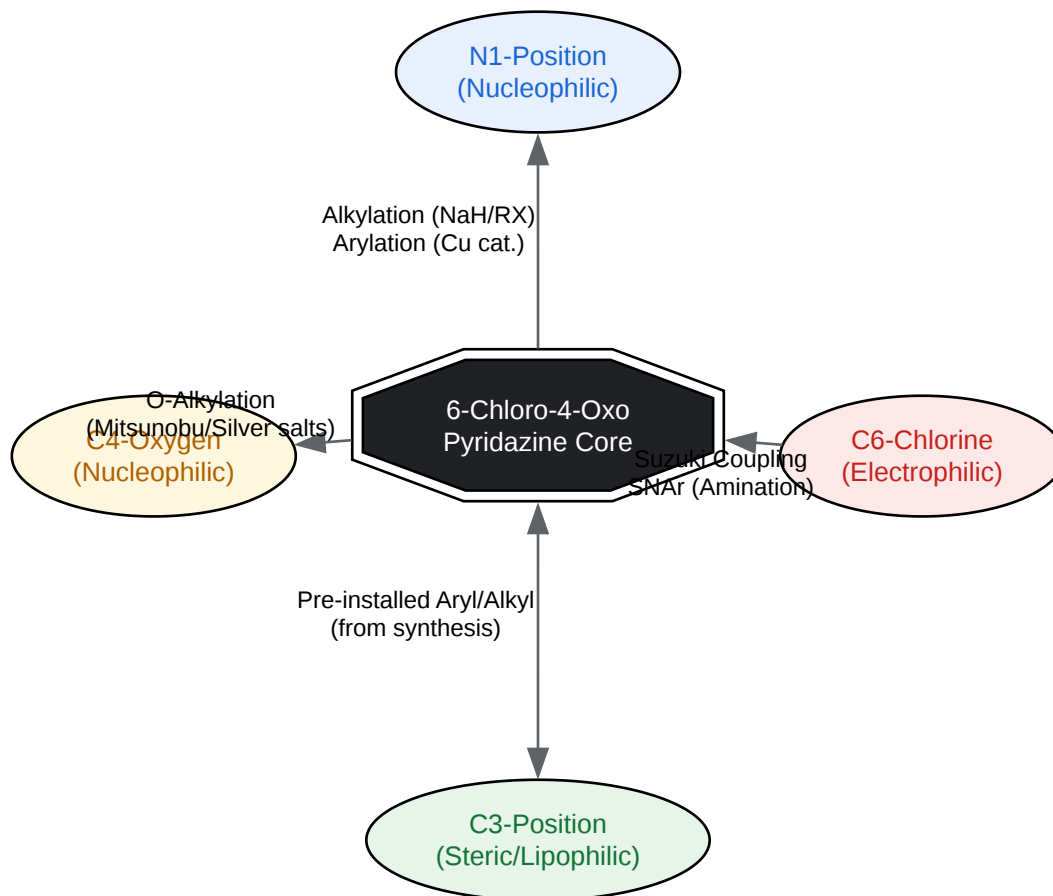 N1-Position
(Nucleophilic)
Alkylation (NaH/RX)
Arylation (Cu cat.)
6-Chloro-4-Oxo
Pyridazine Core
O-Alkylation
(Mitsunobu/Silver salts)
C4-Oxygen
(Nucleophilic)
C6-Chlorine
(Electrophilic)
Suzuki Coupling
SNAr (Amination)
Pre-installed Aryl/Alkyl
(from synthesis)
C3-Position
(Steric/Lipophilic)